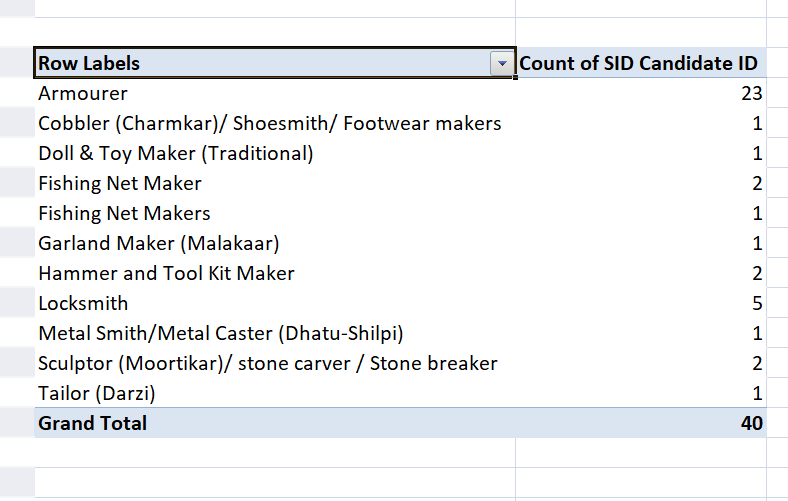 Row Labels Count of SID Candidate ID
Armourer 23
Cobbler (Charmkar)/ Shoesmith/ Footwear makers 1
Doll & Toy Maker (Traditional) 1
Fishing Net Maker 2
Fishing Net Makers 1
Garland Maker (Malakaar) 1
Hammer and Tool Kit Maker 2
Locksmith 5
Metal Smith/Metal Caster (Dhatu-Shilpi) 1
Sculptor (Moortikar)/ stone carver / Stone breaker 2
Tailor (Darzi) 1
Grand Total 40